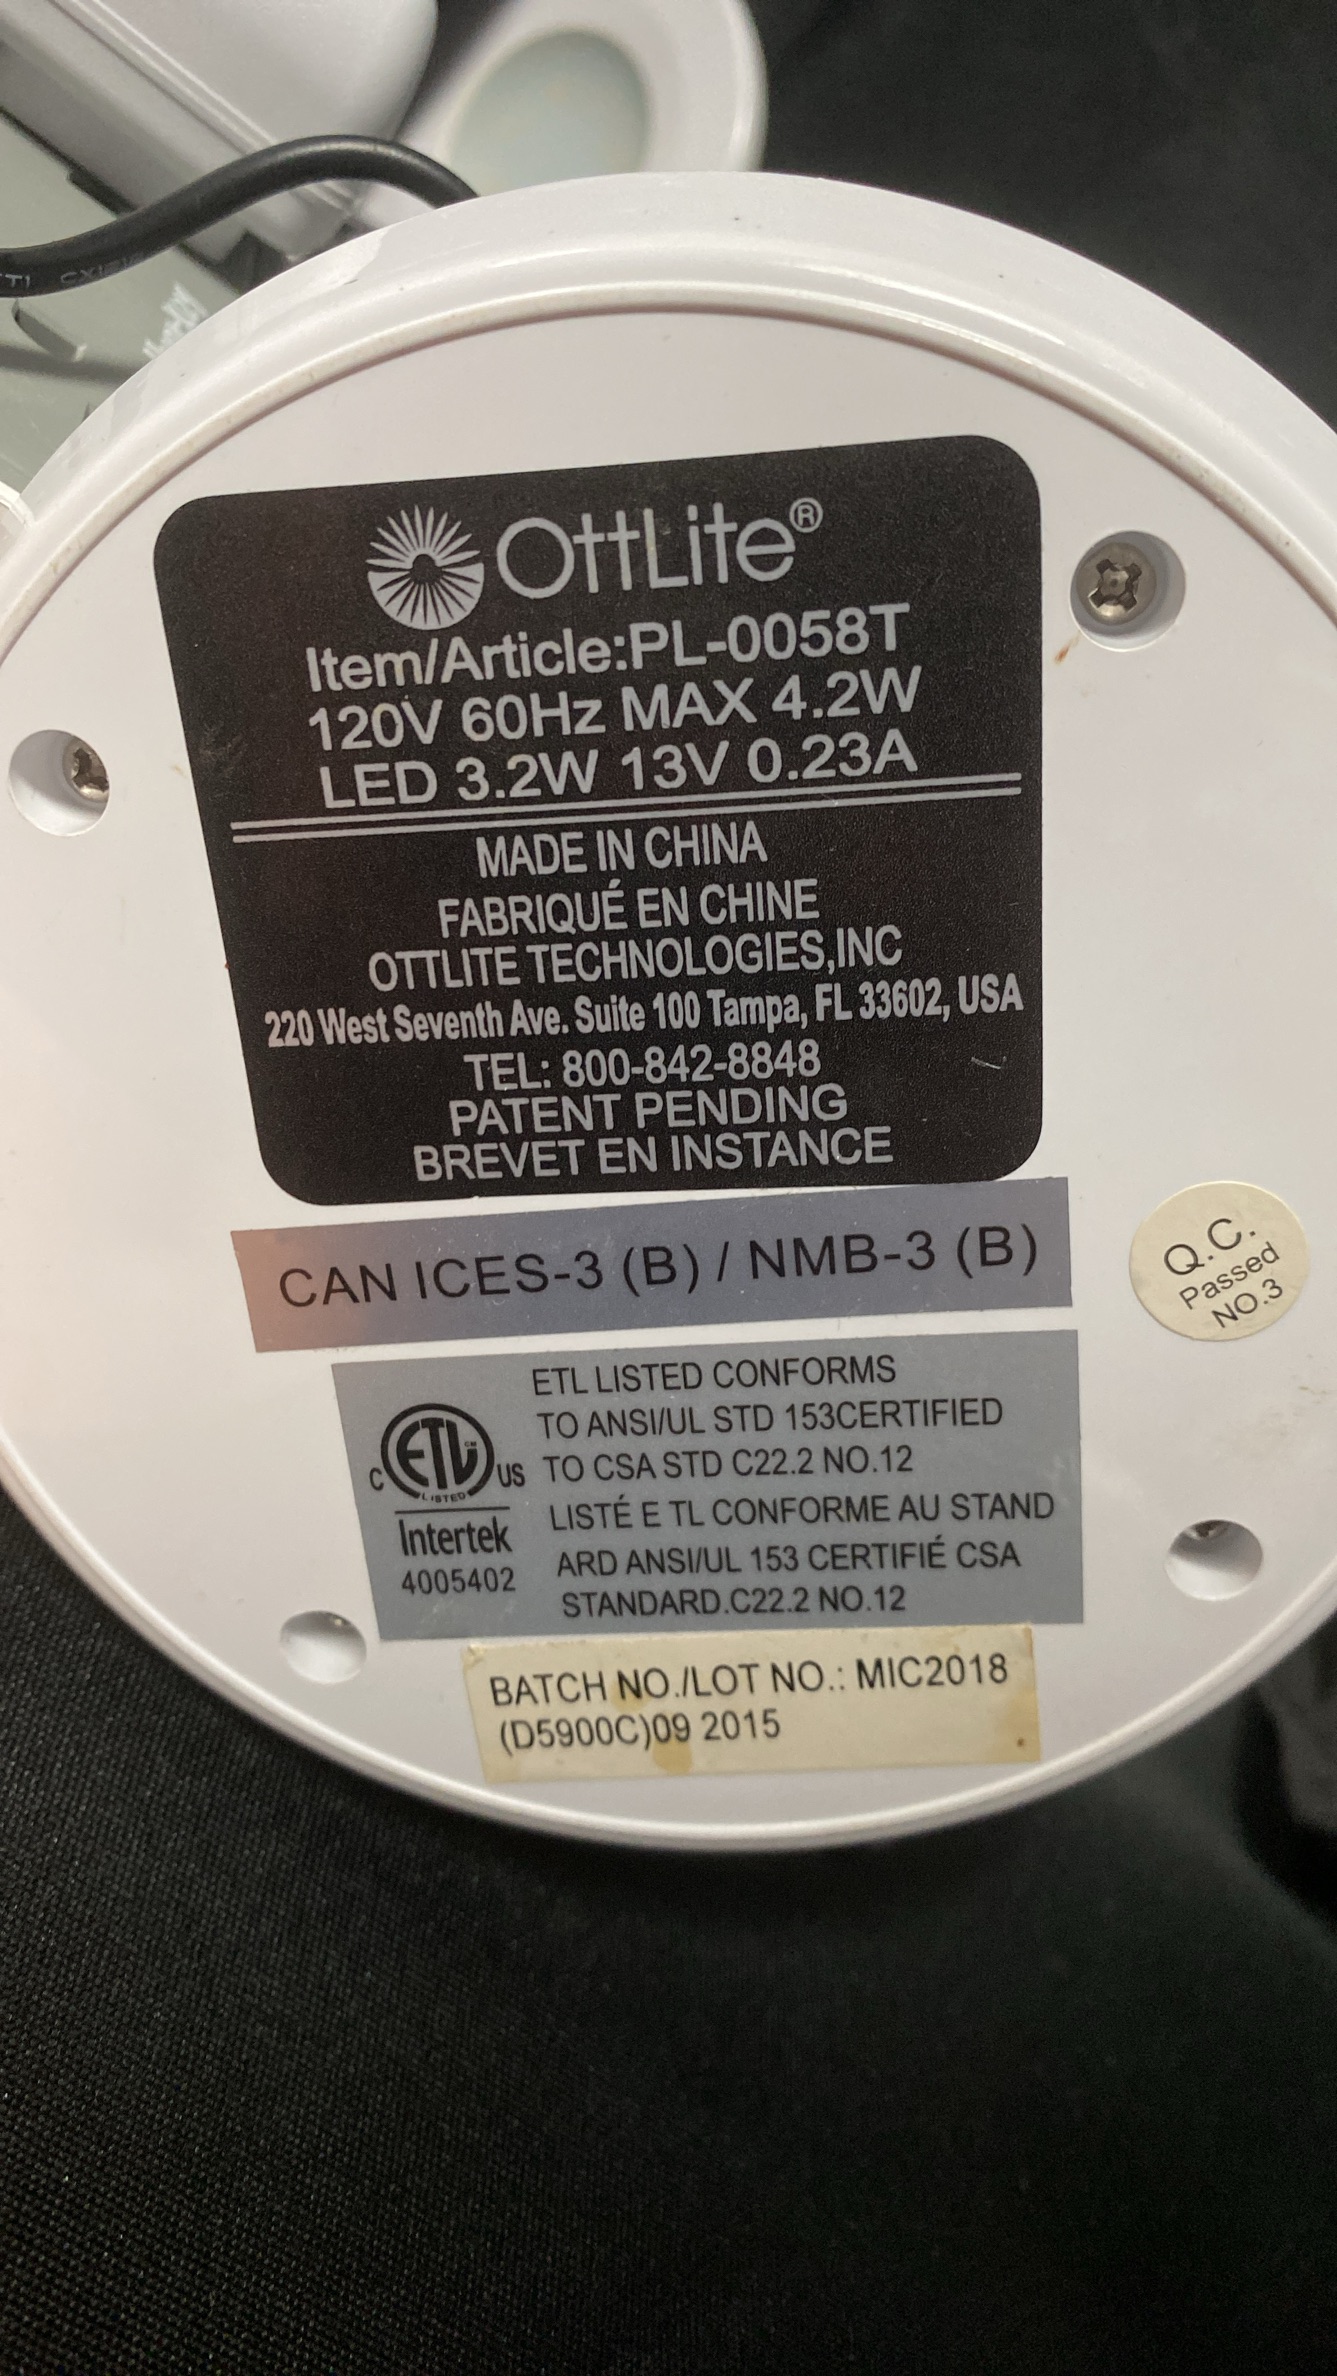 OttLite®
Item/Article:PL-0058T
120V 60Hz MAX 4.2W
LED 3.2W 13V 0.23A
MADE IN CHINA
FABRIQUÉ EN CHINE
OTTLITE TECHNOLOGIES,INC
220 West Seventh Ave. Suite 100 Tampa, FL 33602, USA
TEL: 800-842-8848
PATENT PENDING
BREVET EN INSTANCE
CAN ICES-3 (B) / NMB-3 (B)
Q.C.
Passed
NO.3
C ETL CM US
LISTED
Intertek
4005402
ETL LISTED CONFORMS
TO ANSI/UL STD 153CERTIFIED
TO CSA STD C22.2 NO.12
LISTÉ E TL CONFORME AU STAND
ARD ANSI/UL 153 CERTIFIÉ CSA
STANDARD.C22.2 NO.12
BATCH NO./LOT NO.: MIC2018
(D5900C)09 2015